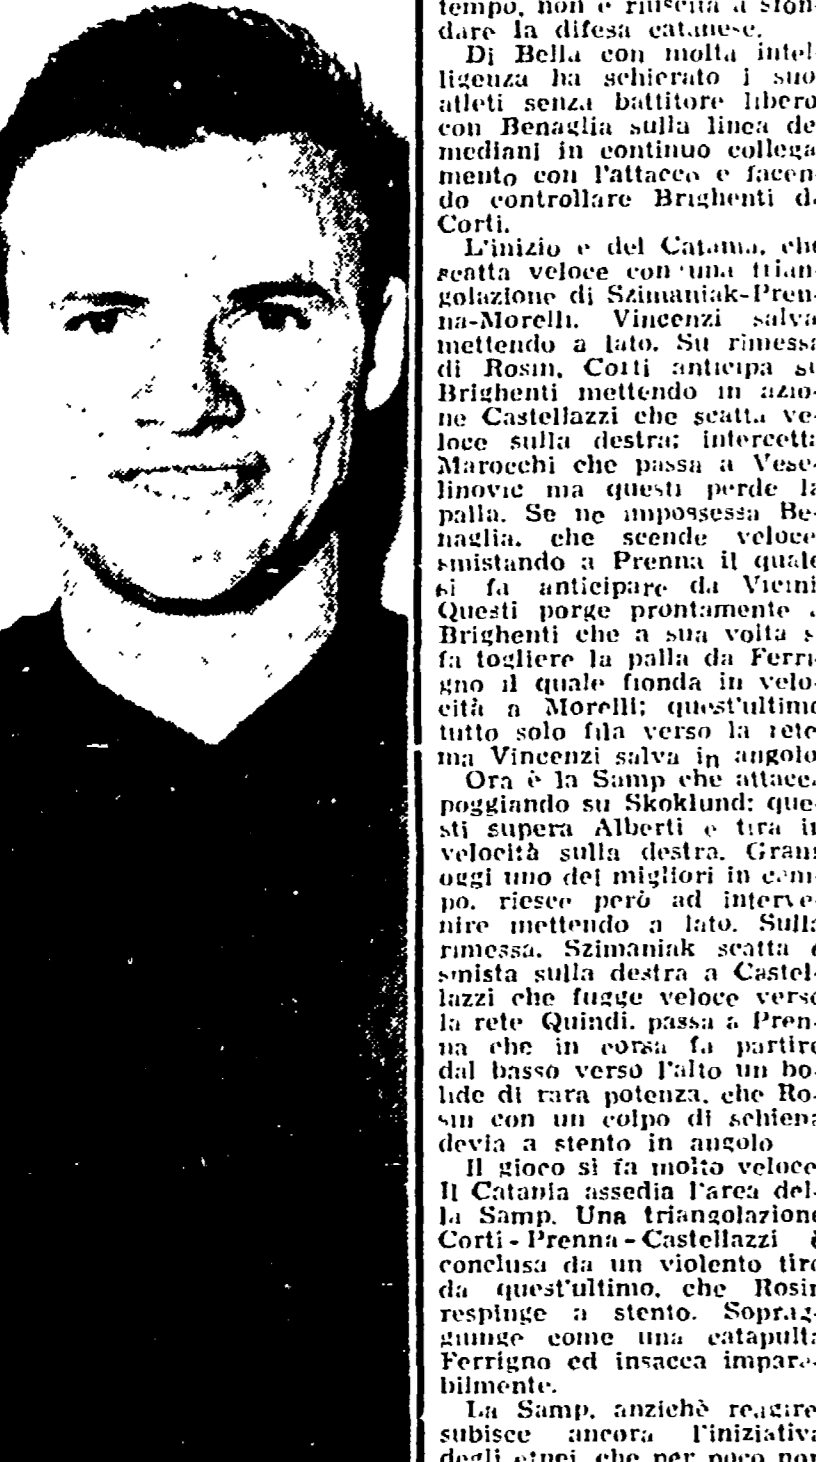 tempo, non è riuscita a sfon-
dare la difesa catanese.
Di Bella con molta intel-
ligenza ha schierato i suo
atleti senza battitore libero
con Benaglia sulla linea de
mediani in continuo collega
mento con l'attacco e facen-
do controllare Brighenti da
Corti.
L'inizio è del Catania, che
scatta veloce con una trian-
golazione di Szimaniak-Pren-
na-Morelli. Vincenzi salva
mettendo a lato. Su rimessa
di Rosin, Corti anticipa su
Brighenti mettendo in azio-
ne Castellazzi che scatta ve-
loce sulla destra; intercetta
Marocchi che passa a Vese-
linovic ma questi perde la
palla. Se ne impossessa Be-
naglia, che scende veloce
smistando a Prenna il quale
si fa anticipare da Vicini
Questi porge prontamente a
Brighenti che a sua volta s
fa togliere la palla da Ferri-
gno il quale fionda in velo-
cità a Morelli; quest'ultimo
tutto solo fila verso la rete
ma Vincenzi salva in angolo
Ora è la Samp che attacca
poggiando su Skoklund: que-
sti supera Alberti e tira in
velocità sulla destra. Grani
oggi uno dei migliori in cam-
po, riesce però ad interve-
nire mettendo a lato. Sulla
rimessa, Szimaniak scatta e
smista sulla destra a Castel-
lazzi che fugge veloce verso
la rete Quindi, passa a Pren-
na che in corsa fa partire
dal basso verso l'alto un bo-
lide di rara potenza, che Ro-
sin con un colpo di schiena
devia a stento in angolo
Il gioco si fa molto veloce
Il Catania assedia l'area del-
la Samp. Una triangolazione
Corti - Prenna - Castellazzi è
conclusa da un violento tiro
da quest'ultimo, che Rosin
respinge a stento. Soprag-
giunge come una catapulta
Ferrigno ed insacca impara-
bilmente.
La Samp, anzichè reagire
subisce ancora l'iniziativa
degli etnei, che per poco non